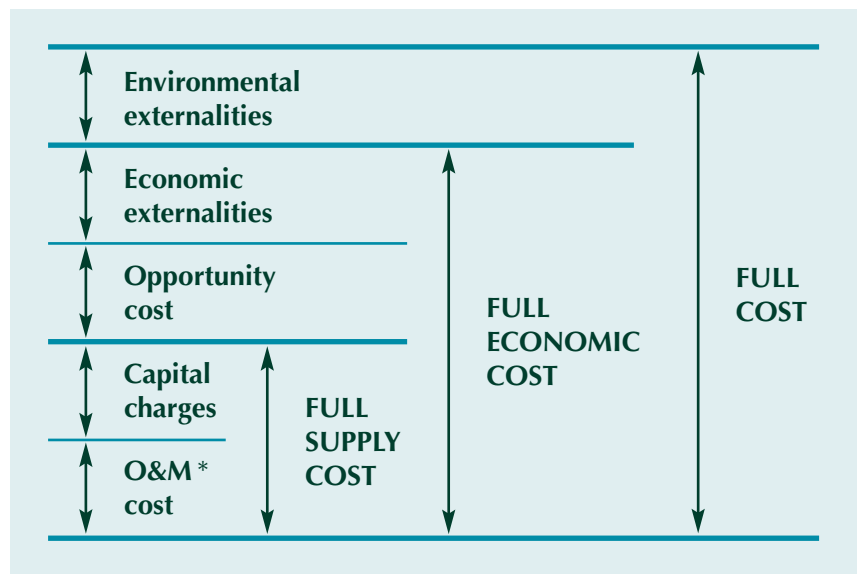 Environmental
externalities
Economic
externalities
Opportunity
cost
Capital
charges
O&M *
cost
FULL
SUPPLY
COST
FULL
ECONOMIC
COST
FULL
COST